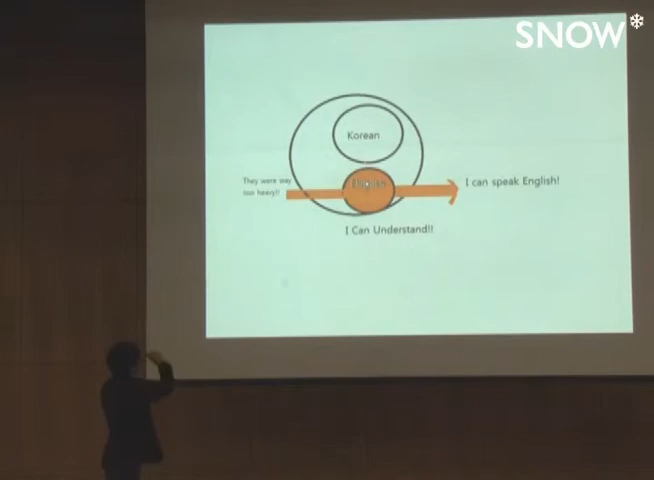 SNOW*
Korean
English
They were way
too heavy!!
I can speak English!
I Can Understand!!